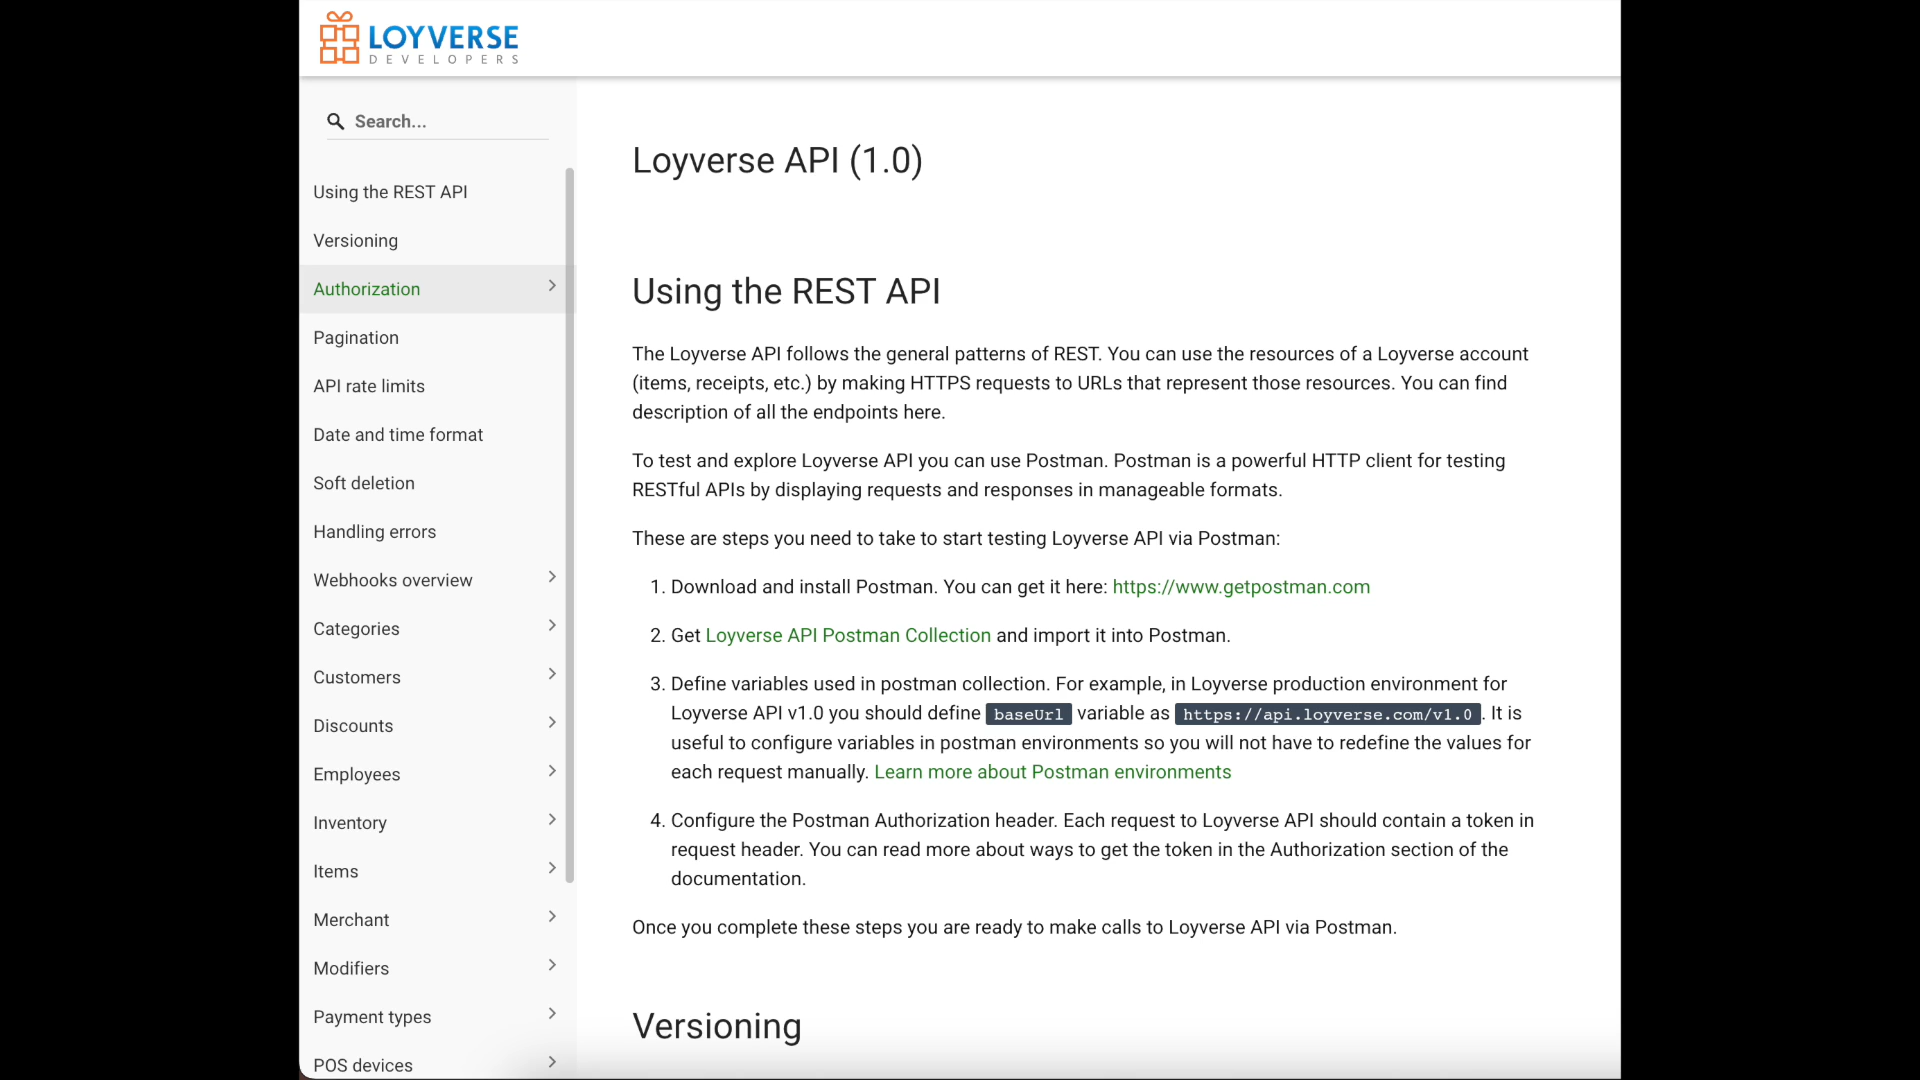 LOYVERSE
DEVELOPERS
Search...
Using the REST API
Versioning
Authorization
Pagination
API rate limits
Date and time format
Soft deletion
Handling errors
Webhooks overview
Categories
Customers
Discounts
Employees
Inventory
Items
Merchant
Modifiers
Payment types
POS devices
Loyverse API (1.0)
Using the REST API
The Loyverse API follows the general patterns of REST. You can use the resources of a Loyverse account
(items, receipts, etc.) by making HTTPS requests to URLs that represent those resources. You can find
description of all the endpoints here.
To test and explore Loyverse API you can use Postman. Postman is a powerful HTTP client for testing
RESTful APIs by displaying requests and responses in manageable formats.
These are steps you need to take to start testing Loyverse API via Postman:
1. Download and install Postman. You can get it here: https://www.getpostman.com
2. Get Loyverse API Postman Collection and import it into Postman.
3. Define variables used in postman collection. For example, in Loyverse production environment for
Loyverse API v1.0 you should define baseUrl variable as https://api.loyverse.com/v1.0 . It is
useful to configure variables in postman environments so you will not have to redefine the values for
each request manually. Learn more about Postman environments
4. Configure the Postman Authorization header. Each request to Loyverse API should contain a token in
request header. You can read more about ways to get the token in the Authorization section of the
documentation.
Once you complete these steps you are ready to make calls to Loyverse API via Postman.
Versioning